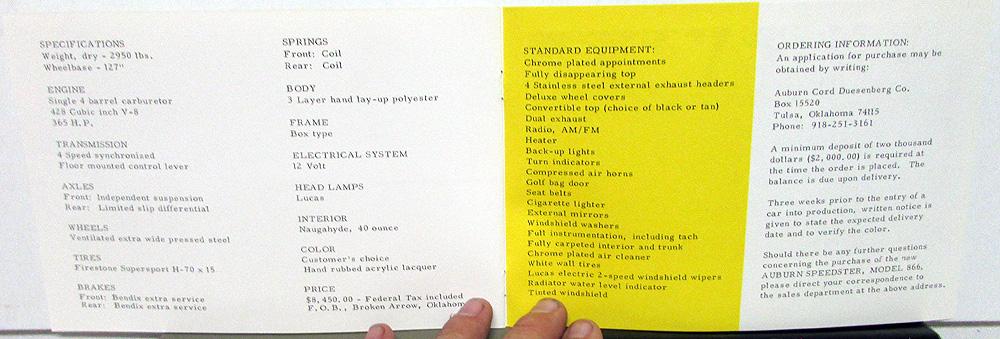 SPECIFICATIONS
Weight, dry - 2950 lbs.
Wheelbase - 127"
ENGINE
Single 4 barrel carburetor
428 Cubic inch V-8
365 H.P.
TRANSMISSION
4 Speed synchronized
Floor mounted control lever
AXLES
Front: Independent suspension
Rear: Limited slip differential
WHEELS
Ventilated extra wide pressed steel
TIRES
Firestone Supersport H-70 x 15
BRAKES
Front: Bendix extra service
Rear: Bendix extra service
SPRINGS
Front: Coil
Rear: Coil
BODY
3 Layer hand lay-up polyester
FRAME
Box type
ELECTRICAL SYSTEM
12 Volt
HEAD LAMPS
Lucas
INTERIOR
Naugahyde, 40 ounce
COLOR
Customer's choice
Hand rubbed acrylic lacquer
PRICE
$8,450.00 - Federal Tax included
F.O.B., Broken Arrow, Oklahom
STANDARD EQUIPMENT:
Chrome plated appointments
Fully disappearing top
4 Stainless steel external exhaust headers
Deluxe wheel covers
Convertible top (choice of black or tan)
Dual exhaust
Radio, AM/FM
Heater
Back-up lights
Turn indicators
Compressed air horns
Golf bag door
Seat belts
Cigarette lighter
External mirrors
Windshield washers
Full instrumentation, including tach
Fully carpeted interior and trunk
Chrome plated air cleaner
White wall tires
Lucas electric 2-speed windshield wipers
Radiator water level indicator
Tinted windshield
ORDERING INFORMATION:
An application for purchase may be
obtained by writing:
Auburn Cord Duesenberg Co.
Box 15520
Tulsa, Oklahoma 74115
Phone: 918-251-3161
A minimum deposit of two thousand
dollars ($2,000.00) is required at
the time the order is placed. The
balance is due upon delivery.
Three weeks prior to the entry of a
car into production, written notice is
given to state the expected delivery
date and to verify the color.
Should there be any further questions
concerning the purchase of the new
AUBURN SPEEDSTER, MODEL 866,
please direct your correspondence to
the sales department at the above address.